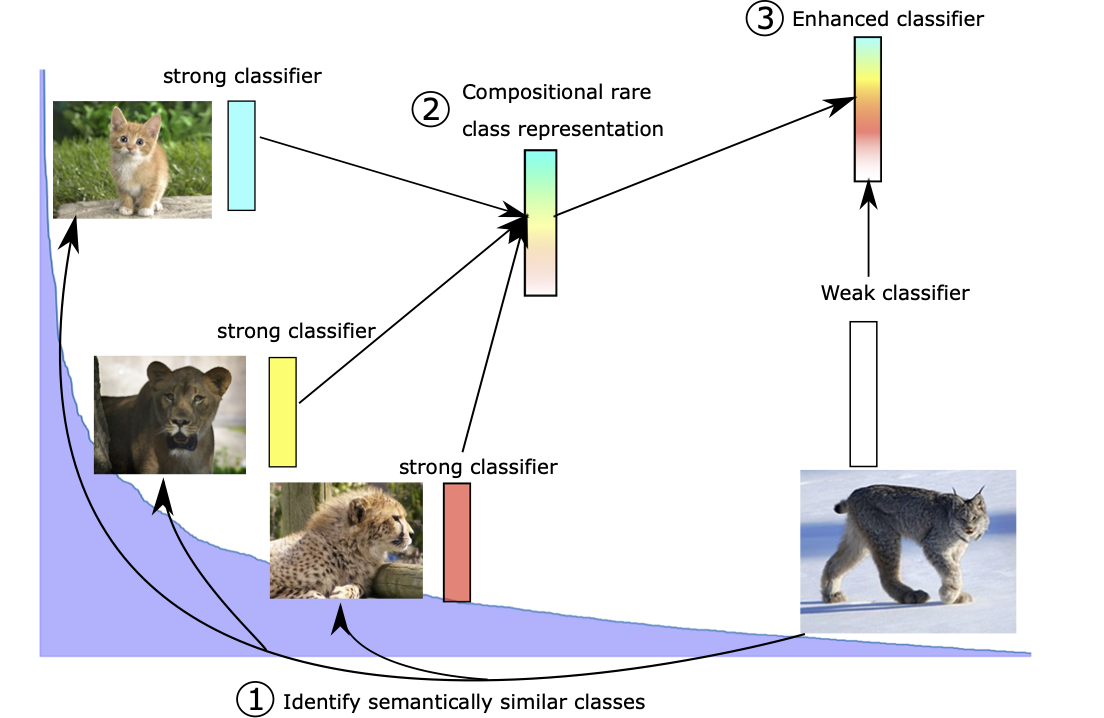 ③ Enhanced classifier
strong classifier
② Compositional rare
class representation
Weak classifier
strong classifier
strong classifier
① Identify semantically similar classes